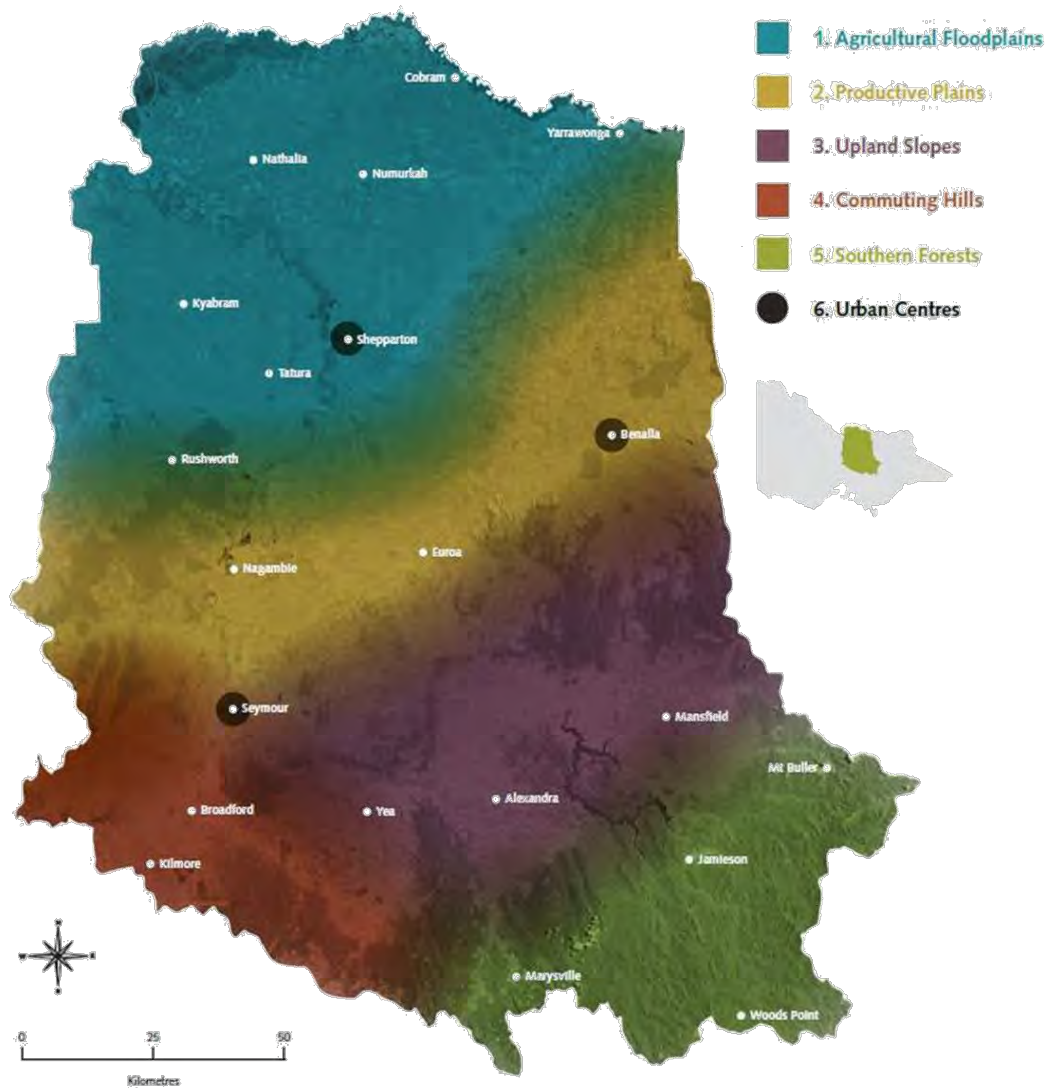 1. Agricultural Floodplains
2. Productive Plains
3. Upland Slopes
4. Commuting Hills
5. Southern Forests
6. Urban Centres
Cobram
Yarrawonga
Nathalia
Numurkah
Kyabram
Shepparton
Tatura
Benalla
Rushworth
Euroa
Nagambie
Seymour
Mansfield
Mt Buller
Alexandra
Broadford
Yea
Kilmore
Jamieson
Marysville
Woods Point
N
W E
S
0 25 50
Kilometres